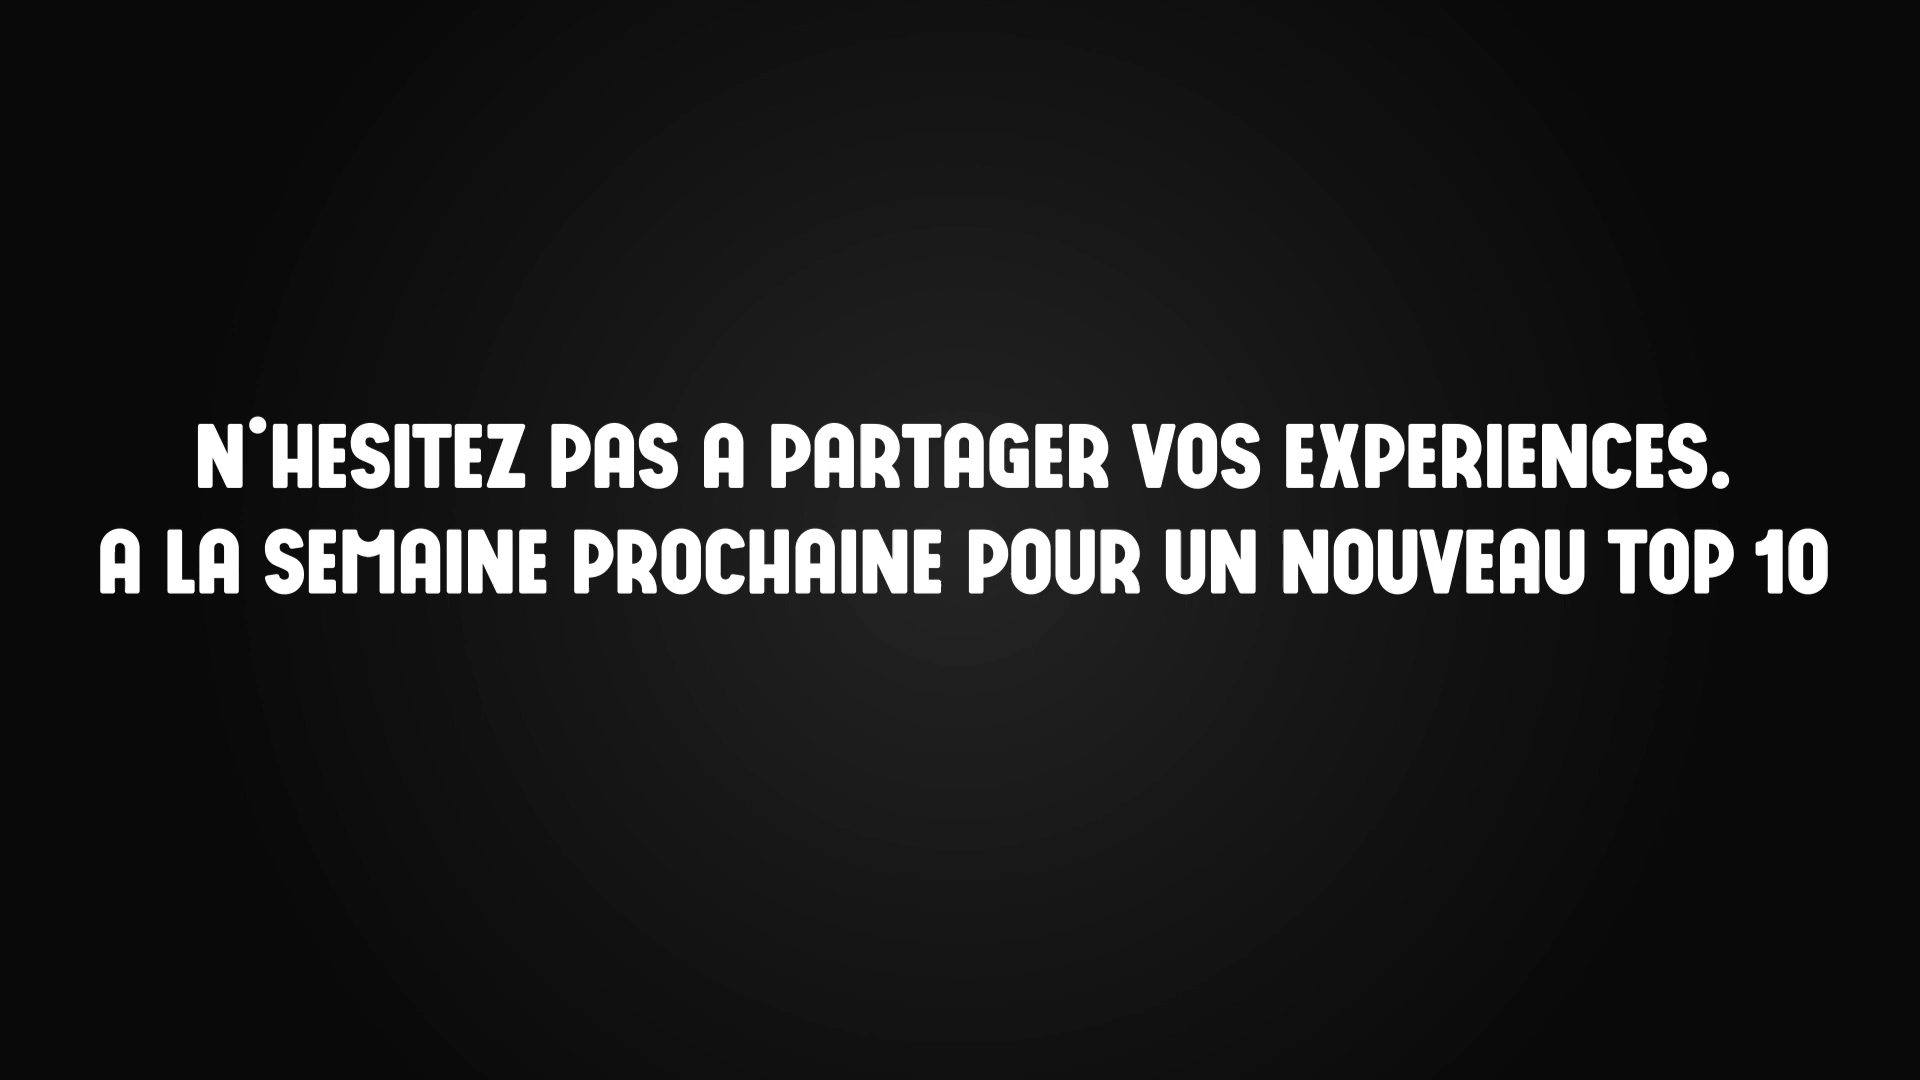 N'HESITEZ PAS A PARTAGER VOS EXPERIENCES.
A LA SEMAINE PROCHAINE POUR UN NOUVEAU TOP 10